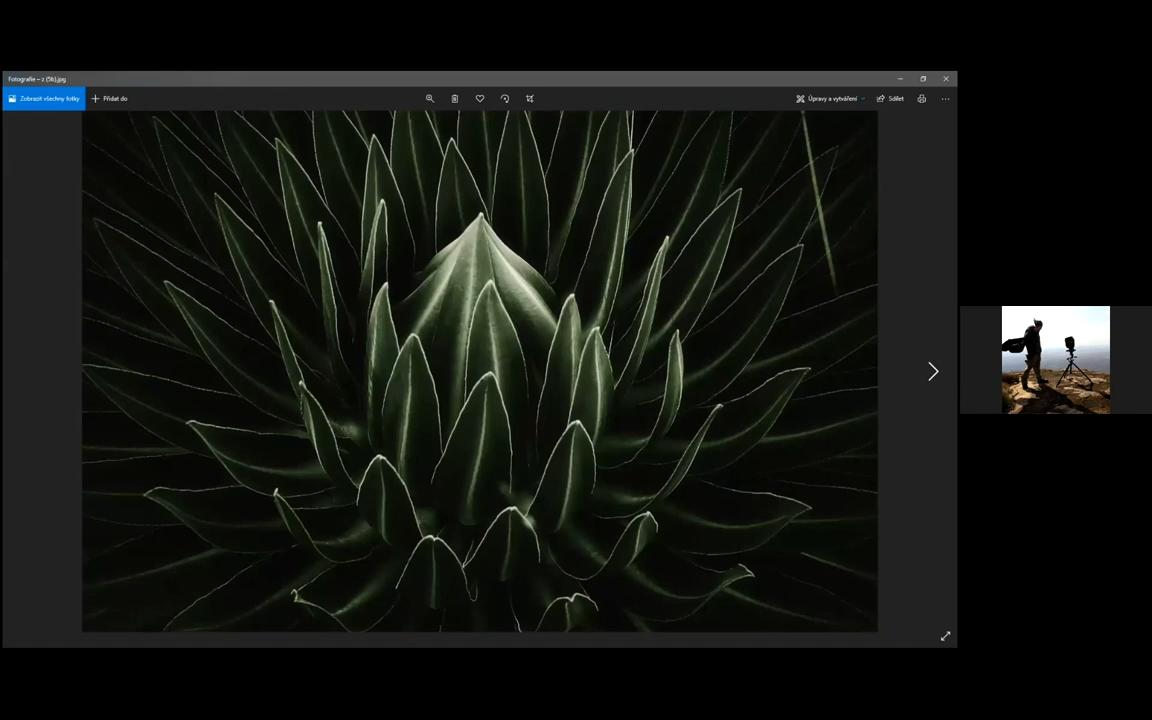 Fotografie – z (5b).jpg
Zobrazit všechny fotky
Přidat do
Úpravy a vytváření
Sdílet